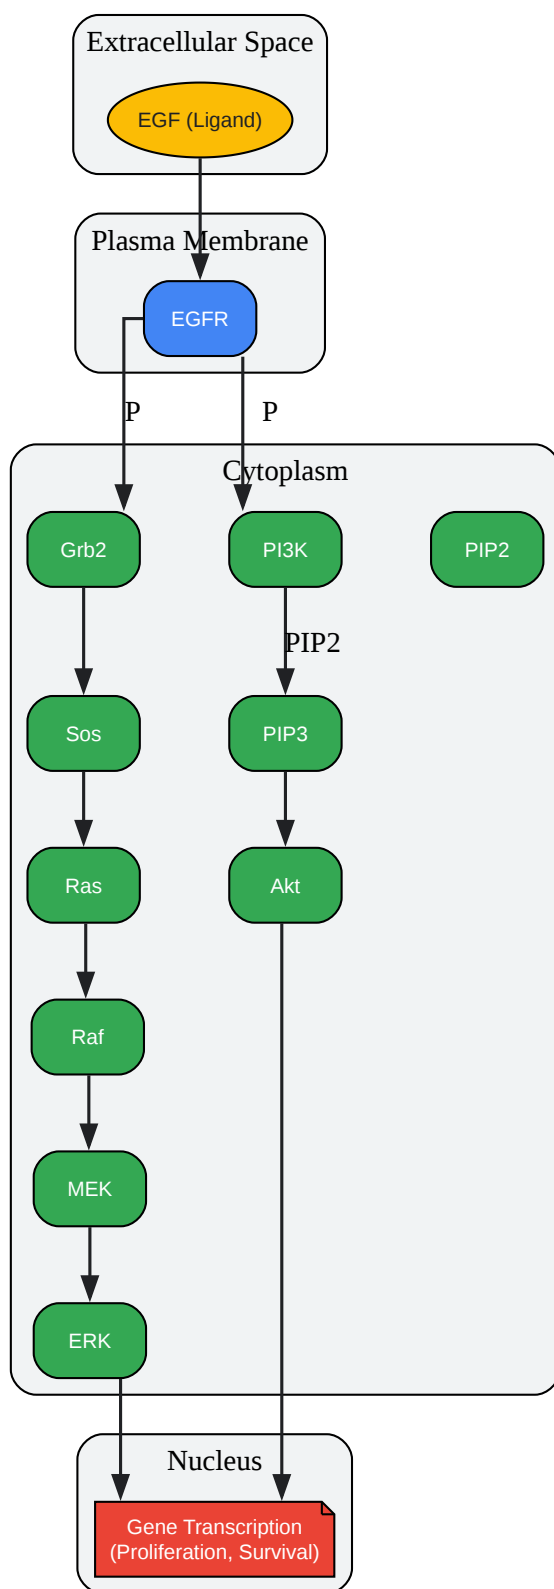 Extracellular Space
EGF (Ligand)
Plasma Membrane
EGFR
P
P
Cytoplasm
Grb2
PI3K
PIP2
PIP2
Sos
PIP3
Ras
Akt
Raf
MEK
ERK
Nucleus
Gene Transcription
(Proliferation, Survival)